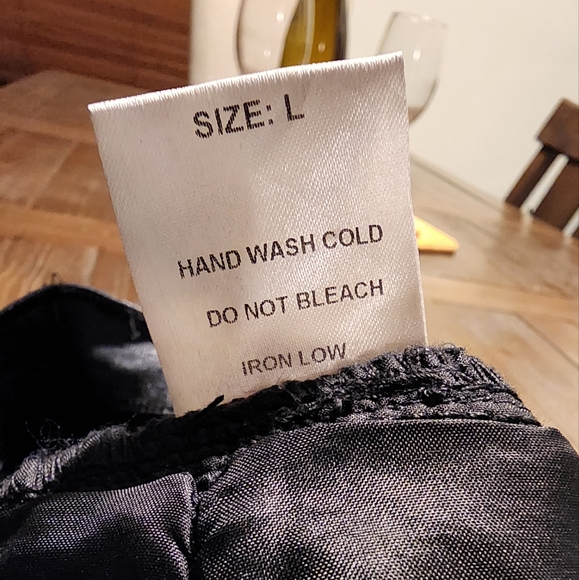 SIZE: L
HAND WASH COLD
DO NOT BLEACH
IRON LOW